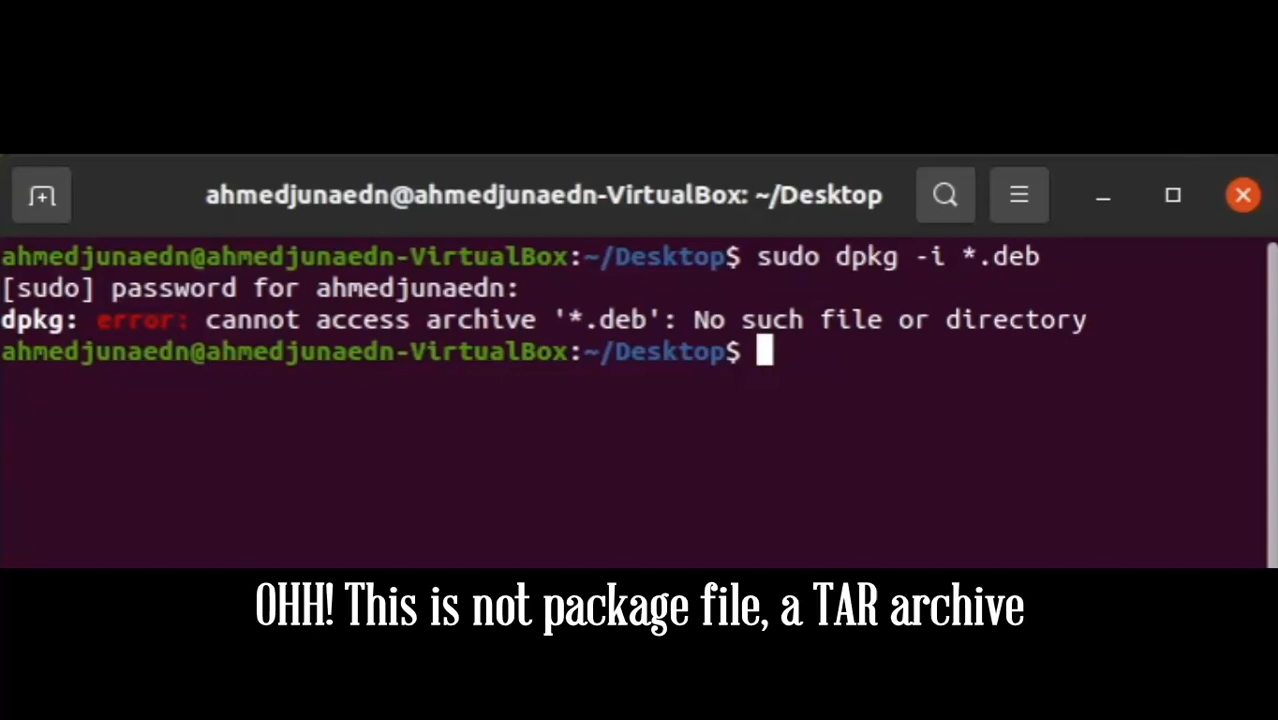 ahmedjunaedn@ahmedjunaedn-VirtualBox: ~/Desktop
ahmedjunaedn@ahmedjunaedn-VirtualBox:~/Desktop$ sudo dpkg -i *.deb
[sudo] password for ahmedjunaedn:
dpkg: error: cannot access archive '*.deb': No such file or directory
ahmedjunaedn@ahmedjunaedn-VirtualBox:~/Desktop$
OHH! This is not package file, a TAR archive